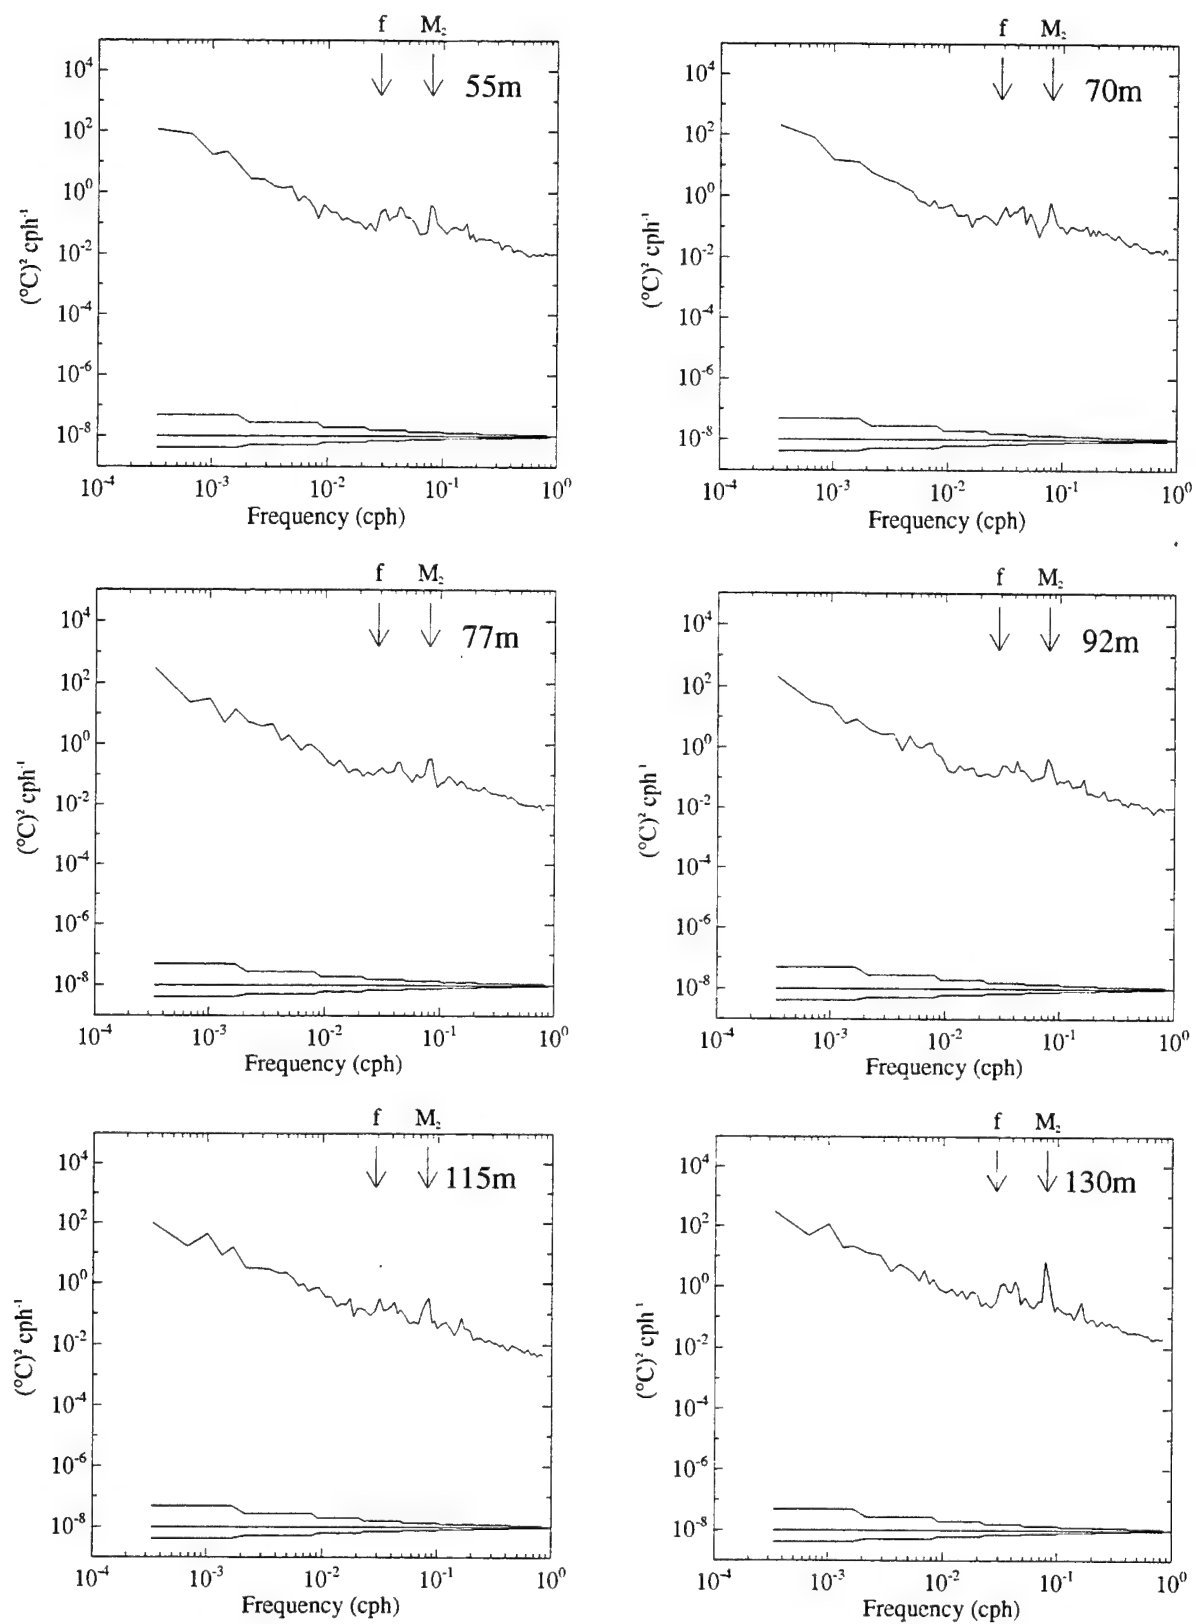 f M₂
55m
10⁴
10²
10⁰
10⁻²
10⁻⁴
10⁻⁶
10⁻⁸
(°C)² cph⁻¹
10⁻⁴ 10⁻³ 10⁻² 10⁻¹ 10⁰
Frequency (cph)
f M₂
70m
10⁴
10²
10⁰
10⁻²
10⁻⁴
10⁻⁶
10⁻⁸
(°C)² cph⁻¹
10⁻⁴ 10⁻³ 10⁻² 10⁻¹ 10⁰
Frequency (cph)
f M₂
77m
10⁴
10²
10⁰
10⁻²
10⁻⁴
10⁻⁶
10⁻⁸
(°C)² cph⁻¹
10⁻⁴ 10⁻³ 10⁻² 10⁻¹ 10⁰
Frequency (cph)
f M₂
92m
10⁴
10²
10⁰
10⁻²
10⁻⁴
10⁻⁶
10⁻⁸
(°C)² cph⁻¹
10⁻⁴ 10⁻³ 10⁻² 10⁻¹ 10⁰
Frequency (cph)
f M₂
115m
10⁴
10²
10⁰
10⁻²
10⁻⁴
10⁻⁶
10⁻⁸
(°C)² cph⁻¹
10⁻⁴ 10⁻³ 10⁻² 10⁻¹ 10⁰
Frequency (cph)
f M₂
130m
10⁴
10²
10⁰
10⁻²
10⁻⁴
10⁻⁶
10⁻⁸
(°C)² cph⁻¹
10⁻⁴ 10⁻³ 10⁻² 10⁻¹ 10⁰
Frequency (cph)